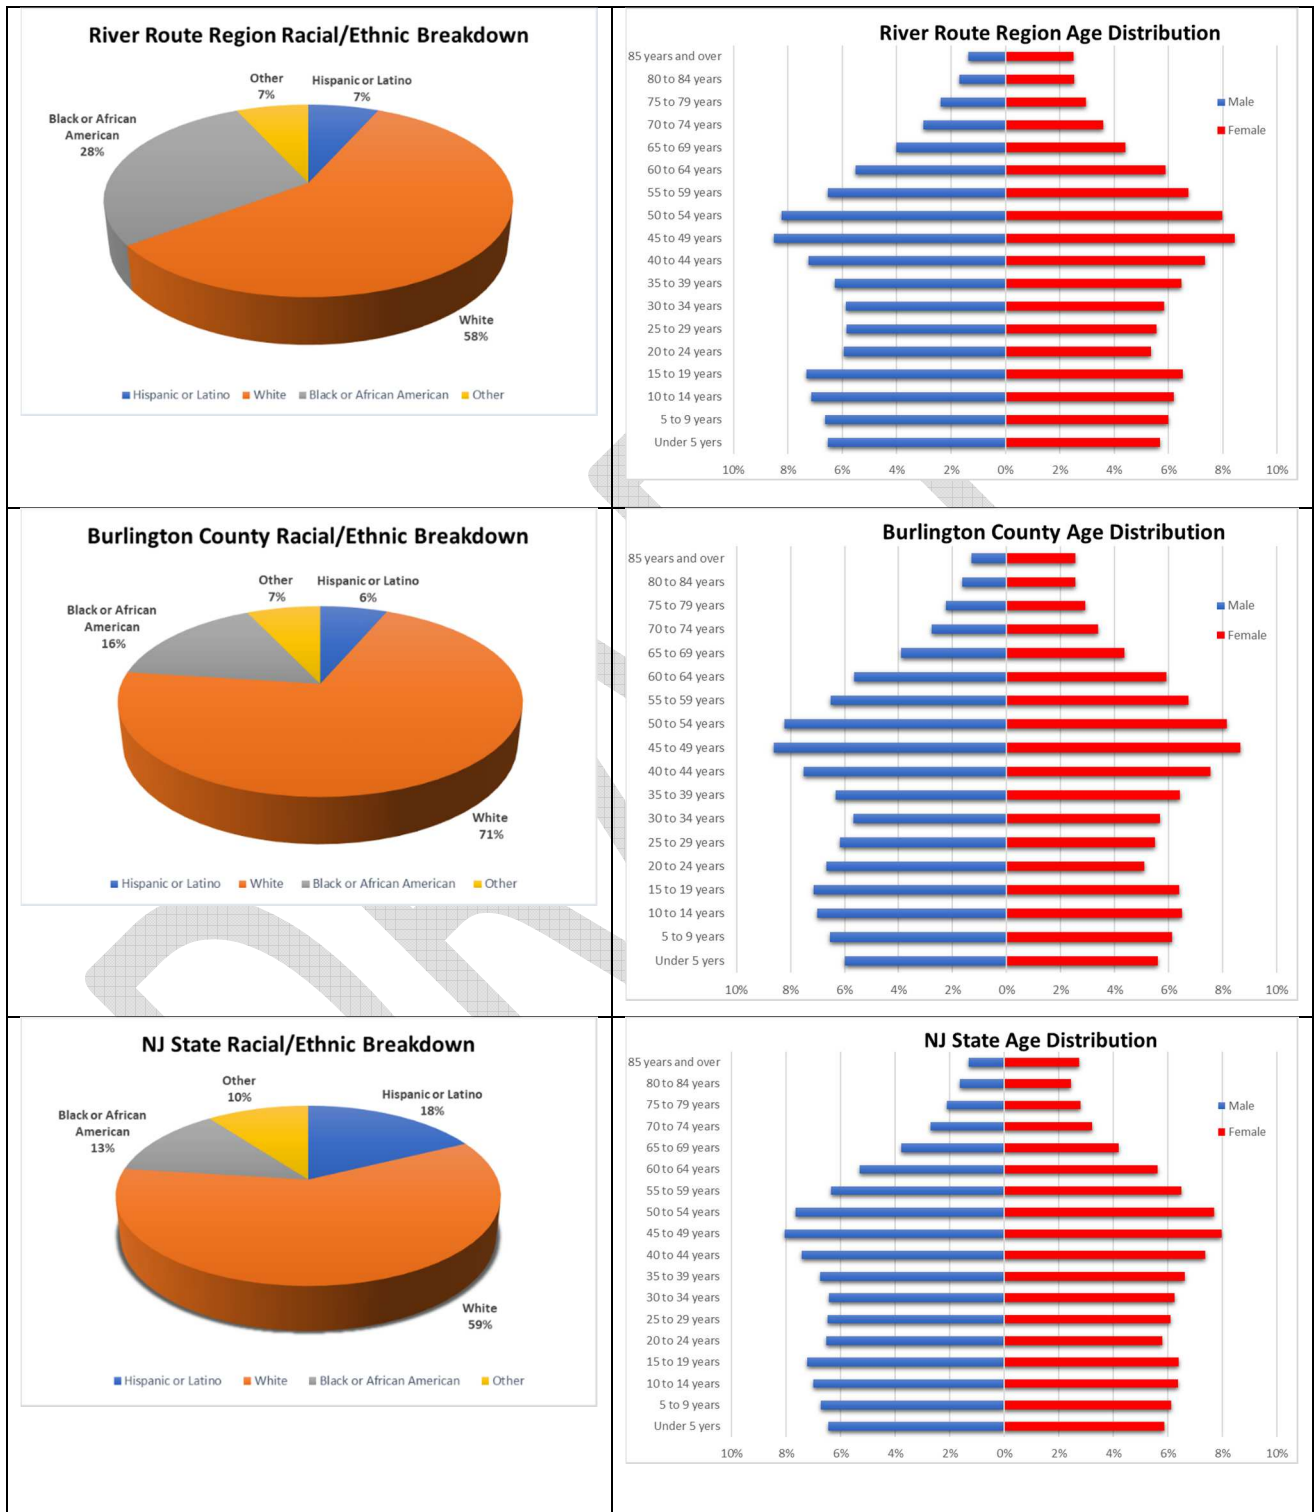 River Route Region Racial/Ethnic Breakdown
Other
7%
Hispanic or Latino
7%
Black or African
American
28%
White
58%
Hispanic or Latino White Black or African American Other
River Route Region Age Distribution
85 years and over
80 to 84 years
75 to 79 years
70 to 74 years
65 to 69 years
60 to 64 years
55 to 59 years
50 to 54 years
45 to 49 years
40 to 44 years
35 to 39 years
30 to 34 years
25 to 29 years
20 to 24 years
15 to 19 years
10 to 14 years
5 to 9 years
Under 5 yers
Male
Female
10% 8% 6% 4% 2% 0% 2% 4% 6% 8% 10%
Burlington County Racial/Ethnic Breakdown
Other
7%
Hispanic or Latino
6%
Black or African
American
16%
White
71%
Hispanic or Latino White Black or African American Other
Burlington County Age Distribution
85 years and over
80 to 84 years
75 to 79 years
70 to 74 years
65 to 69 years
60 to 64 years
55 to 59 years
50 to 54 years
45 to 49 years
40 to 44 years
35 to 39 years
30 to 34 years
25 to 29 years
20 to 24 years
15 to 19 years
10 to 14 years
5 to 9 years
Under 5 yers
Male
Female
10% 8% 6% 4% 2% 0% 2% 4% 6% 8% 10%
NJ State Racial/Ethnic Breakdown
Other
10%
Hispanic or Latino
18%
Black or African
American
13%
White
59%
Hispanic or Latino White Black or African American Other
NJ State Age Distribution
85 years and over
80 to 84 years
75 to 79 years
70 to 74 years
65 to 69 years
60 to 64 years
55 to 59 years
50 to 54 years
45 to 49 years
40 to 44 years
35 to 39 years
30 to 34 years
25 to 29 years
20 to 24 years
15 to 19 years
10 to 14 years
5 to 9 years
Under 5 yers
Male
Female
10% 8% 6% 4% 2% 0% 2% 4% 6% 8% 10%